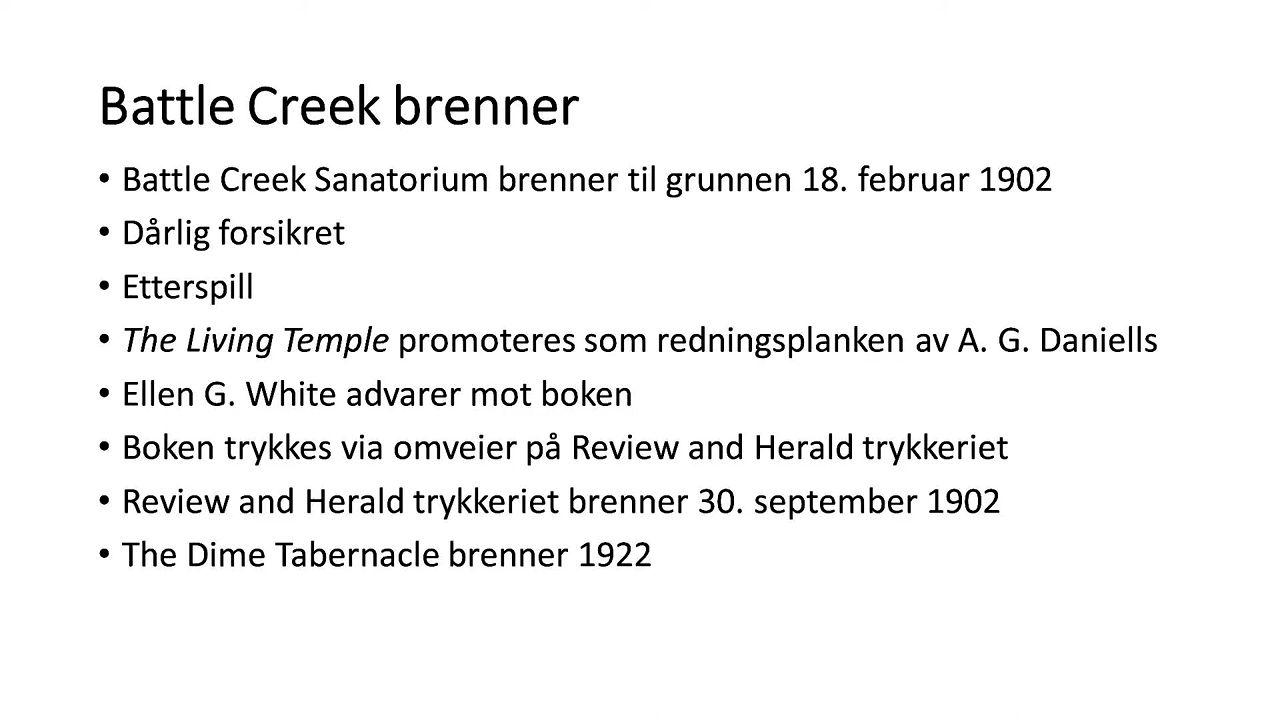 Battle Creek brenner
• Battle Creek Sanatorium brenner til grunnen 18. februar 1902
• Dårlig forsikret
• Etterspill
• The Living Temple promoteres som redningsplanken av A. G. Daniells
• Ellen G. White advarer mot boken
• Boken trykkes via omveier på Review and Herald trykkeriet
• Review and Herald trykkeriet brenner 30. september 1902
• The Dime Tabernacle brenner 1922